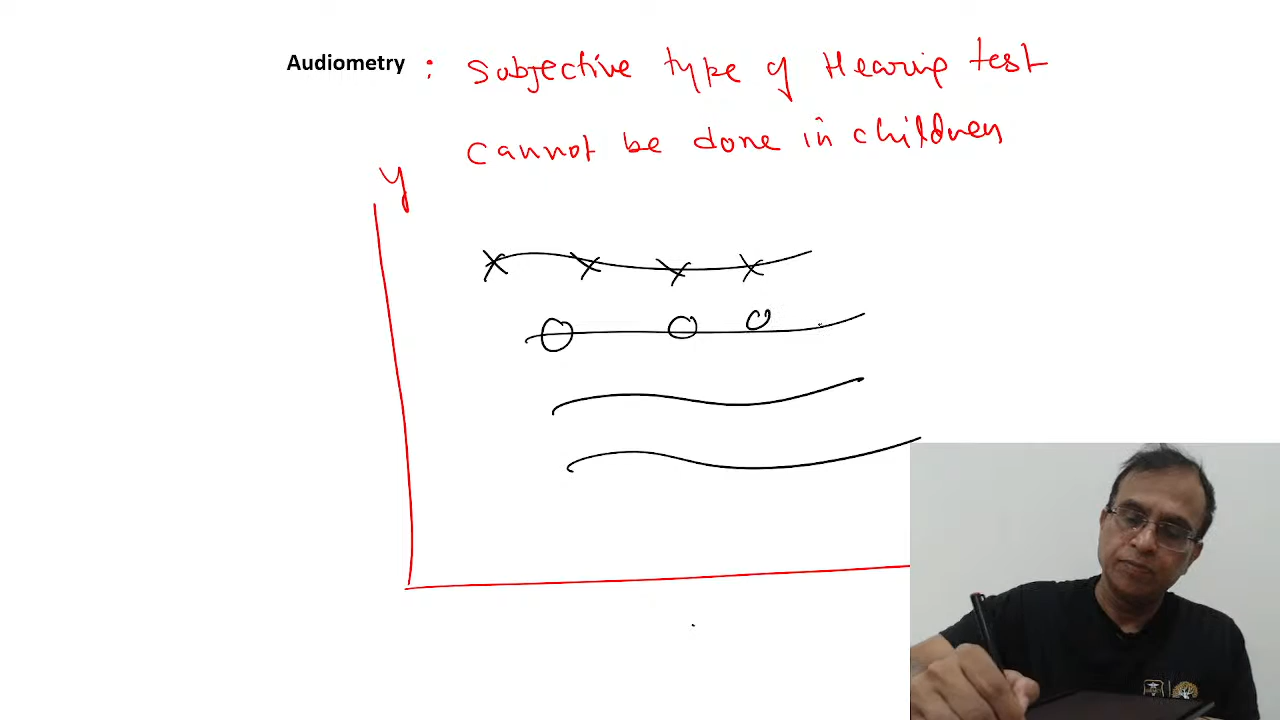 Audiometry : Subjective type of Hearing test
cannot be done in children
y